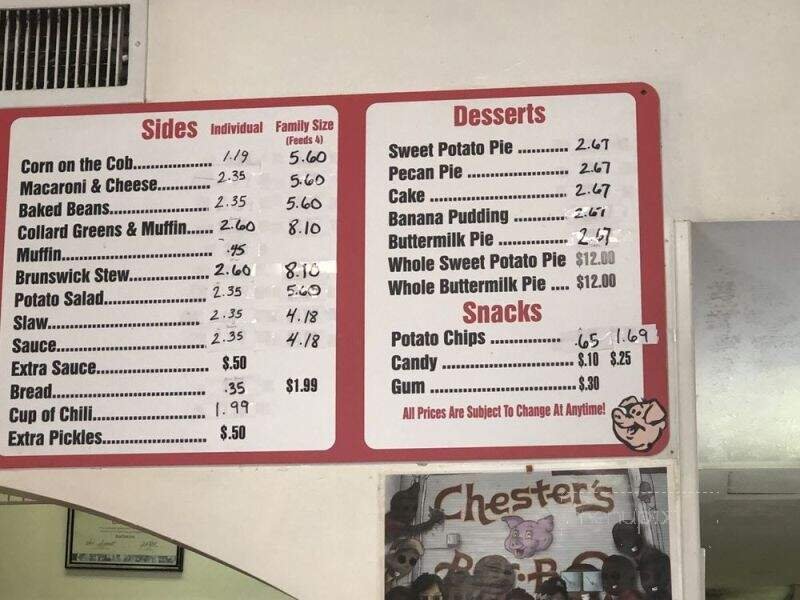 Sides Individual Family Size
(Feeds 4)
Corn on the Cob............... 1.19 5.60
Macaroni & Cheese............ 2.35 5.60
Baked Beans..................... 2.35 5.60
Collard Greens & Muffin..... 2.60 8.10
Muffin................................ .45
Brunswick Stew................ 2.60 8.10
Potato Salad..................... 2.35 5.60
Slaw................................. 2.35 4.18
Sauce............................... 2.35 4.18
Extra Sauce...................... $.50
Bread................................ .35 $1.99
Cup of Chili....................... 1.99
Extra Pickles..................... $.50
Desserts
Sweet Potato Pie ........... 2.67
Pecan Pie ...................... 2.67
Cake .............................. 2.67
Banana Pudding ............ 2.67
Buttermilk Pie ................ 2.67
Whole Sweet Potato Pie $12.00
Whole Buttermilk Pie .... $12.00
Snacks
Potato Chips ............... .65 1.69
Candy ............................ $.10 $.25
Gum ............................... $.30
All Prices Are Subject To Change At Anytime!
Chester's